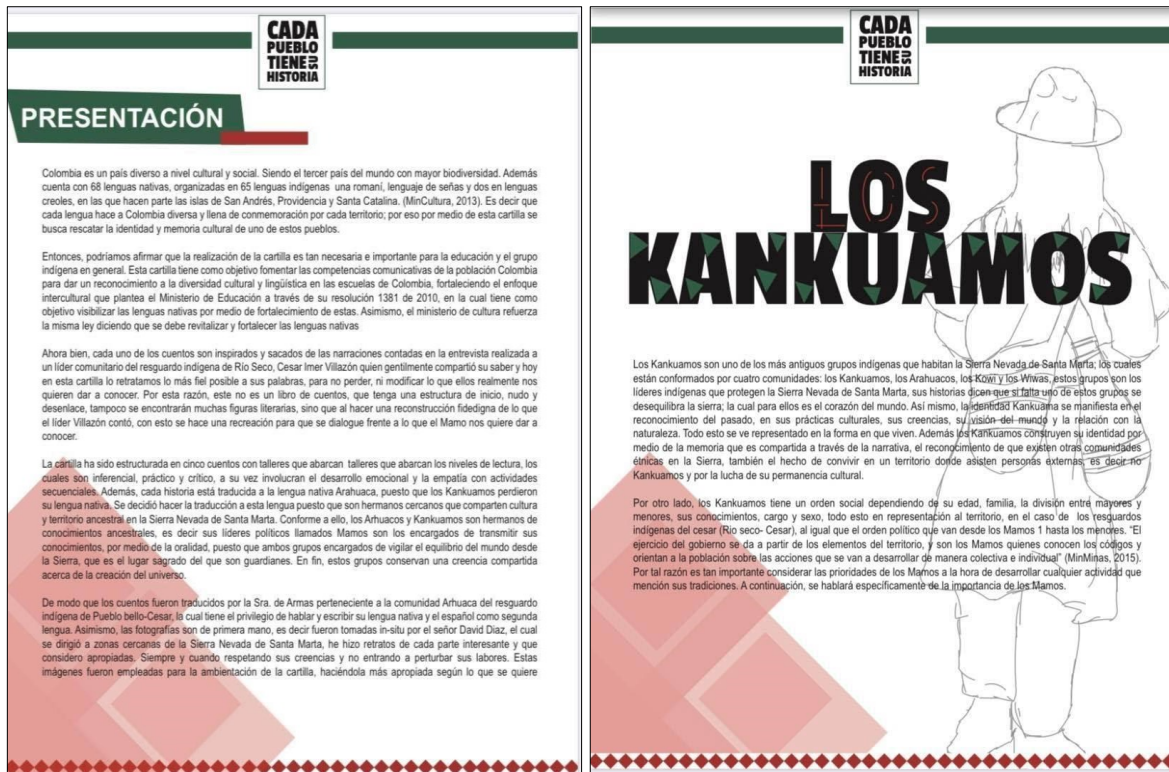 CADA
PUEBLO
TIENE SU
HISTORIA
PRESENTACIÓN
Colombia es un país diverso a nivel cultural y social. Siendo el tercer país del mundo con mayor biodiversidad. Además
cuenta con 68 lenguas nativas, organizadas en 65 lenguas indígenas una romaní, lenguaje de señas y dos en lenguas
creoles, en las que hacen parte las islas de San Andrés, Providencia y Santa Catalina. (MinCultura, 2013). Es decir que
cada lengua hace a Colombia diversa y llena de conmemoración por cada territorio; por eso por medio de esta cartilla se
busca rescatar la identidad y memoria cultural de uno de estos pueblos.
Entonces, podríamos afirmar que la realización de la cartilla es tan necesaria e importante para la educación y el grupo
indígena en general. Esta cartilla tiene como objetivo fomentar las competencias comunicativas de la población Colombia
para dar un reconocimiento a la diversidad cultural y lingüística en las escuelas de Colombia, fortaleciendo el enfoque
intercultural que plantea el Ministerio de Educación a través de su resolución 1381 de 2010, en la cual tiene como
objetivo visibilizar las lenguas nativas por medio de fortalecimiento de estas. Asimismo, el ministerio de cultura refuerza
la misma ley diciendo que se debe revitalizar y fortalecer las lenguas nativas
Ahora bien, cada uno de los cuentos son inspirados y sacados de las narraciones contadas en la entrevista realizada a
un líder comunitario del resguardo indígena de Río Seco, Cesar Imer Villazón quien gentilmente compartió su saber y hoy
en esta cartilla lo retratamos lo más fiel posible a sus palabras, para no perder, ni modificar lo que ellos realmente nos
quieren dar a conocer. Por esta razón, este no es un libro de cuentos, que tenga una estructura de inicio, nudo y
desenlace, tampoco se encontrarán muchas figuras literarias, sino que al hacer una reconstrucción fidedigna de lo que
el líder Villazón contó, con esto se hace una recreación para que se dialogue frente a lo que el Mamo nos quiere dar a
conocer.
La cartilla ha sido estructurada en cinco cuentos con talleres que abarcan talleres que abarcan los niveles de lectura, los
cuales son inferencial, práctico y crítico, a su vez involucran el desarrollo emocional y la empatía con actividades
secuenciales. Además, cada historia está traducida a la lengua nativa Arahuaca, puesto que los Kankuamos perdieron
su lengua nativa. Se decidió hacer la traducción a esta lengua puesto que son hermanos cercanos que comparten cultura
y territorio ancestral en la Sierra Nevada de Santa Marta. Conforme a ello, los Arhuacos y Kankuamos son hermanos de
conocimientos ancestrales, es decir sus líderes políticos llamados Mamos son los encargados de transmitir sus
conocimientos, por medio de la oralidad, puesto que ambos grupos encargados de vigilar el equilibrio del mundo desde
la Sierra, que es el lugar sagrado del que son guardianes. En fin, estos grupos conservan una creencia compartida
acerca de la creación del universo.
De modo que los cuentos fueron traducidos por la Sra. de Armas perteneciente a la comunidad Arhuaca del resguardo
indígena de Pueblo bello-Cesar, la cual tiene el privilegio de hablar y escribir su lengua nativa y el español como segunda
lengua. Asimismo, las fotografías son de primera mano, es decir fueron tomadas in-situ por el señor David Diaz, el cual
se dirigió a zonas cercanas de la Sierra Nevada de Santa Marta, he hizo retratos de cada parte interesante y que
considero apropiadas. Siempre y cuando respetando sus creencias y no entrando a perturbar sus labores. Estas
imágenes fueron empleadas para la ambientación de la cartilla, haciéndola más apropiada según lo que se quiere
CADA
PUEBLO
TIENE SU
HISTORIA
LOS
KANKUAMOS
Los Kankuamos son uno de los más antiguos grupos indígenas que habitan la Sierra Nevada de Santa Marta; los cuales
están conformados por cuatro comunidades: los Kankuamos, los Arahuacos, los Kowi y los Wiwas, estos grupos son los
líderes indígenas que protegen la Sierra Nevada de Santa Marta, sus historias dicen que si falta uno de estos grupos se
desequilibra la sierra; la cual para ellos es el corazón del mundo. Así mismo, la identidad Kankuama se manifiesta en el
reconocimiento del pasado, en sus prácticas culturales, sus creencias, su visión del mundo y la relación con la
naturaleza. Todo esto se ve representado en la forma en que viven. Además los Kankuamos construyen su identidad por
medio de la memoria que es compartida a través de la narrativa, el reconocimiento de que existen otras comunidades
étnicas en la Sierra, también el hecho de convivir en un territorio donde asisten personas externas, es decir no
Kankuamos y por la lucha de su permanencia cultural.
Por otro lado, los Kankuamos tiene un orden social dependiendo de su edad, familia, la división entre mayores y
menores, sus conocimientos, cargo y sexo, todo esto en representación al territorio, en el caso de los resguardos
indígenas del cesar (Rio seco- Cesar), al igual que el orden político que van desde los Mamos 1 hasta los menores. "El
ejercicio del gobierno se da a partir de los elementos del territorio, y son los Mamos quienes conocen los códigos y
orientan a la población sobre las acciones que se van a desarrollar de manera colectiva e individual" (MinMinas, 2015).
Por tal razón es tan importante considerar las prioridades de los Mamos a la hora de desarrollar cualquier actividad que
mención sus tradiciones. A continuación, se hablará específicamente de la importancia de los Mamos.